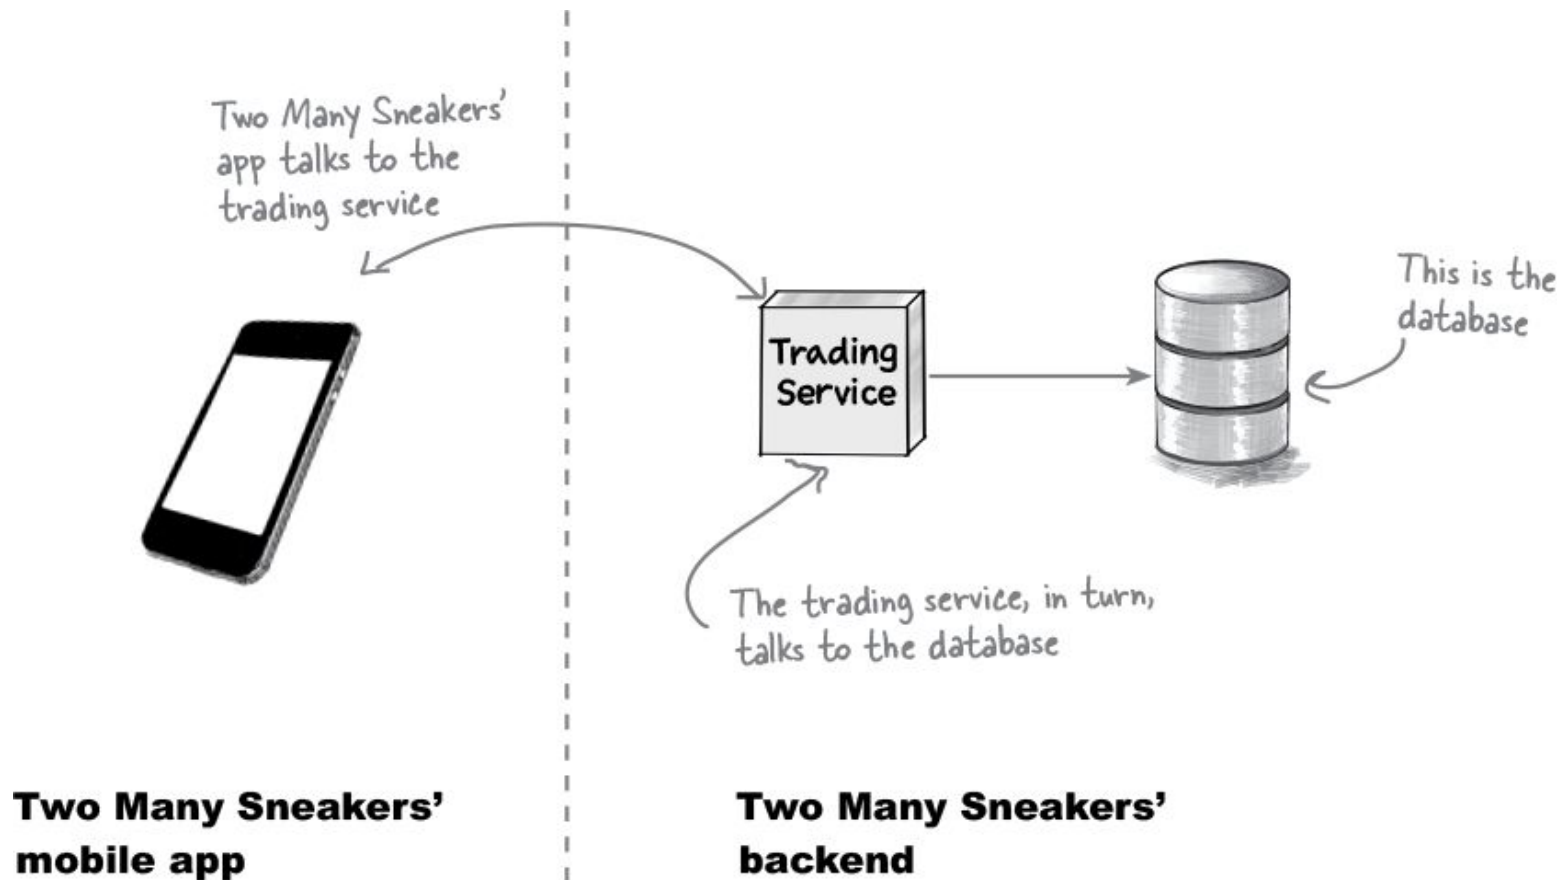 Two Many Sneakers'
app talks to the
trading service
This is the
database
Trading
Service
The trading service, in turn,
talks to the database
Two Many Sneakers’
mobile app
Two Many Sneakers’
backend